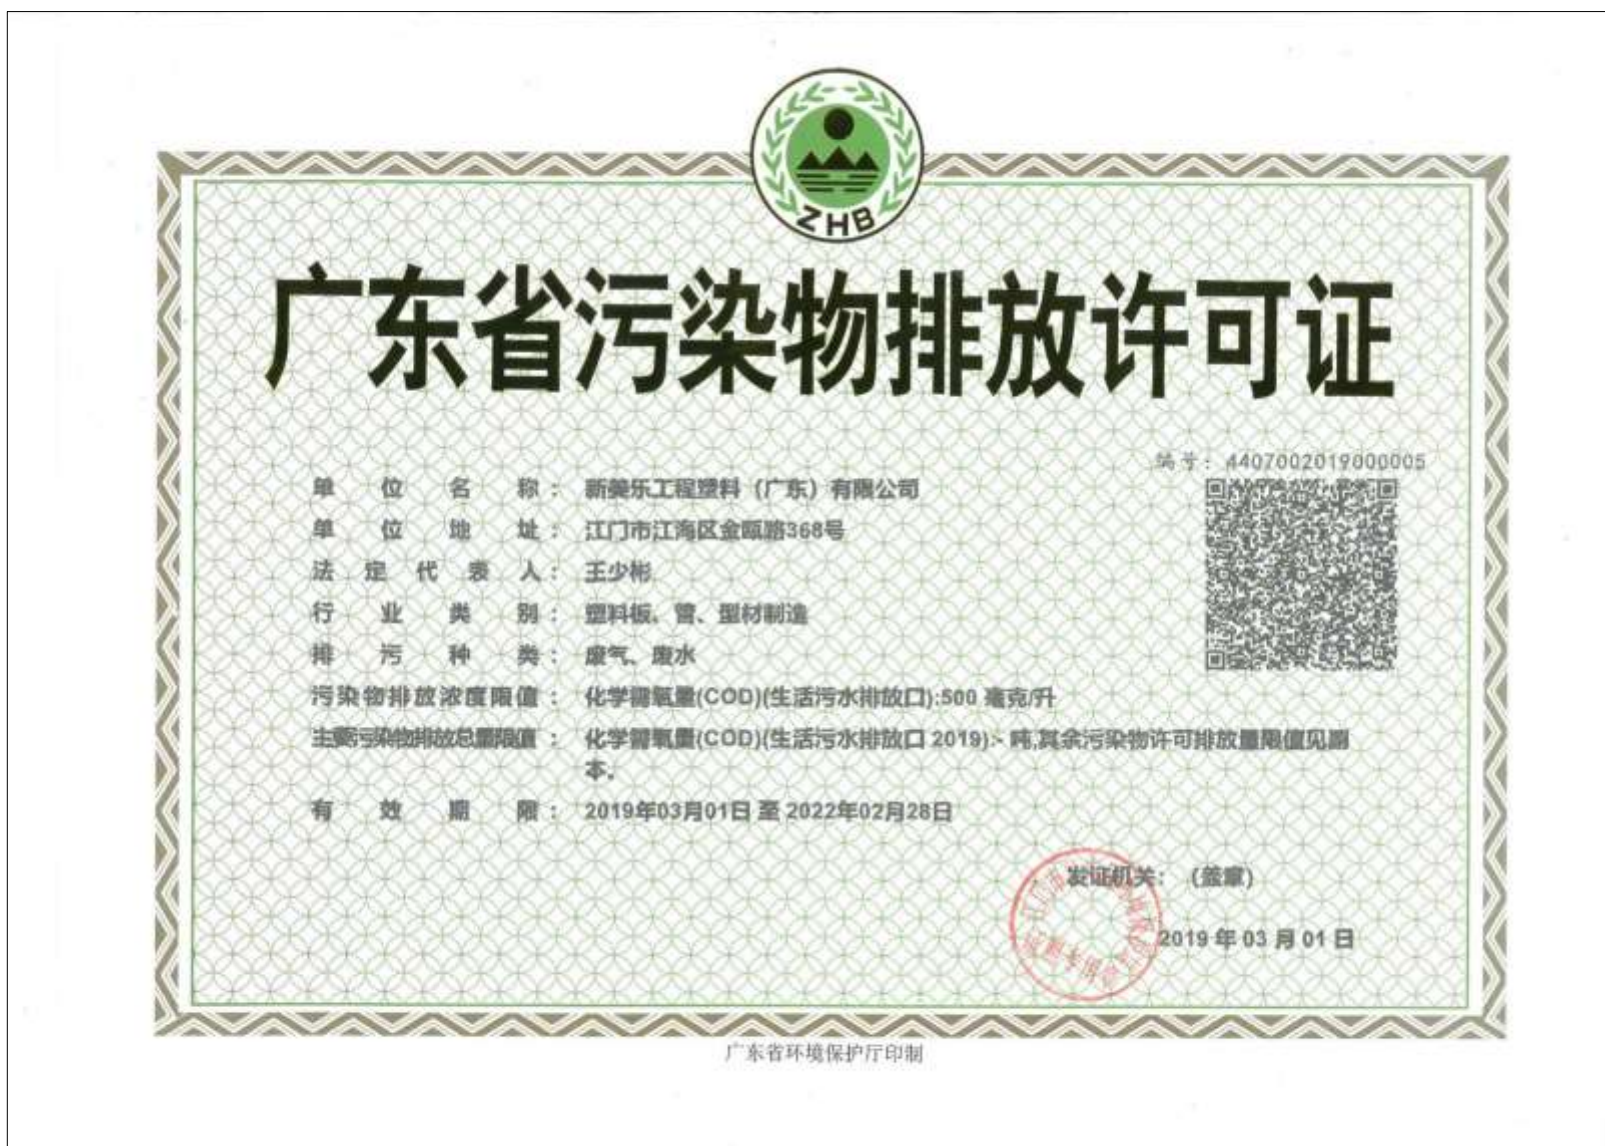 ZHB
广东省污染物排放许可证
编号：4407002019000005
单位名称：新美乐工程塑料（广东）有限公司
单位地址：江门市江海区金瓯路368号
法定代表人：王少彬
行业类别：塑料板、管、型材制造
排污种类：废气、废水
污染物排放浓度限值：化学需氧量(COD)(生活污水排放口):500 毫克/升
主要污染物排放总量限值：化学需氧量(COD)(生活污水排放口 2019):- 吨,其余污染物许可排放量限值见副
本。
有效期限：2019年03月01日 至 2022年02月28日
发证机关：（盖章）
2019 年 03 月 01 日
广东省环境保护厅印制